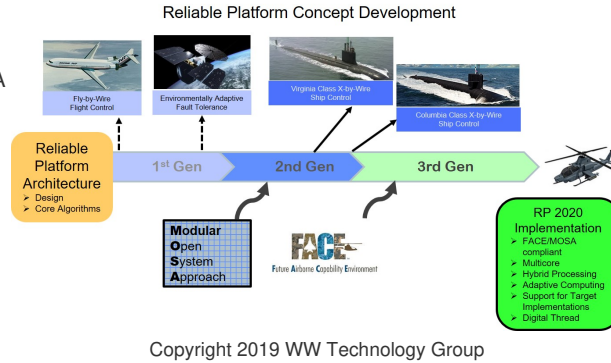 Reliable Platform Concept Development
A
Fly-by-Wire
Flight Control
Environmentally Adaptive
Fault Tolerance
Virginia Class X-by-Wire
Ship Control
Columbia Class X-by-Wire
Ship Control
Reliable
Platform
Architecture
➢ Design
➢ Core Algorithms
1st Gen
2nd Gen
3rd Gen
Modular
Open
System
Approach
FACE
Future Airborne Capability Environment
RP 2020
Implementation
➢ FACE/MOSA
compliant
➢ Multicore
➢ Hybrid Processing
➢ Adaptive Computing
➢ Support for Target
Implementations
➢ Digital Thread
Copyright 2019 WW Technology Group